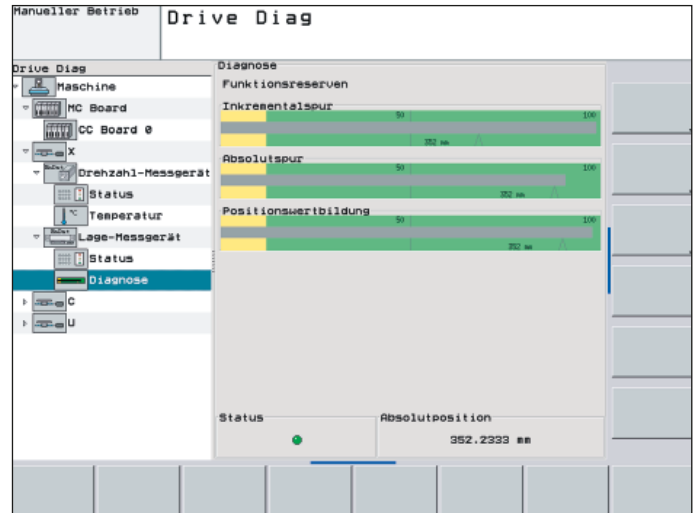 Manueller Betrieb
Drive Diag
Drive Diag
Maschine
MC Board
CC Board 0
X
Drehzahl-Messgerät
Status
°C
Temperatur
Lage-Messgerät
Status
Diagnose
C
U
Diagnose
Funktionsreserven
Inkrementalspur
50
100
352 mm
Absolutspur
50
100
352 mm
Positionswertbildung
50
100
352 mm
Status
Absolutposition
352.2333 mm